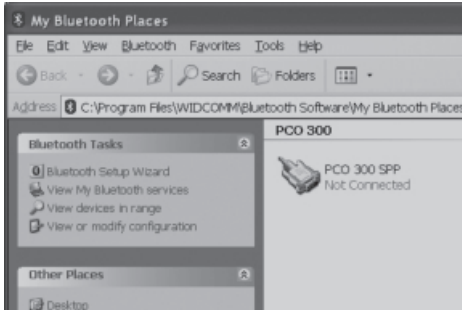 My Bluetooth Places
File Edit View Bluetooth Favorites Tools Help
Back Search Folders
Address C:\Program Files\WIDCOMM\Bluetooth Software\My Bluetooth Places
Bluetooth Tasks
Bluetooth Setup Wizard
View My Bluetooth services
View devices in range
View or modify configuration
Other Places
Desktop
PCO 300
PCO 300 SPP
Not Connected